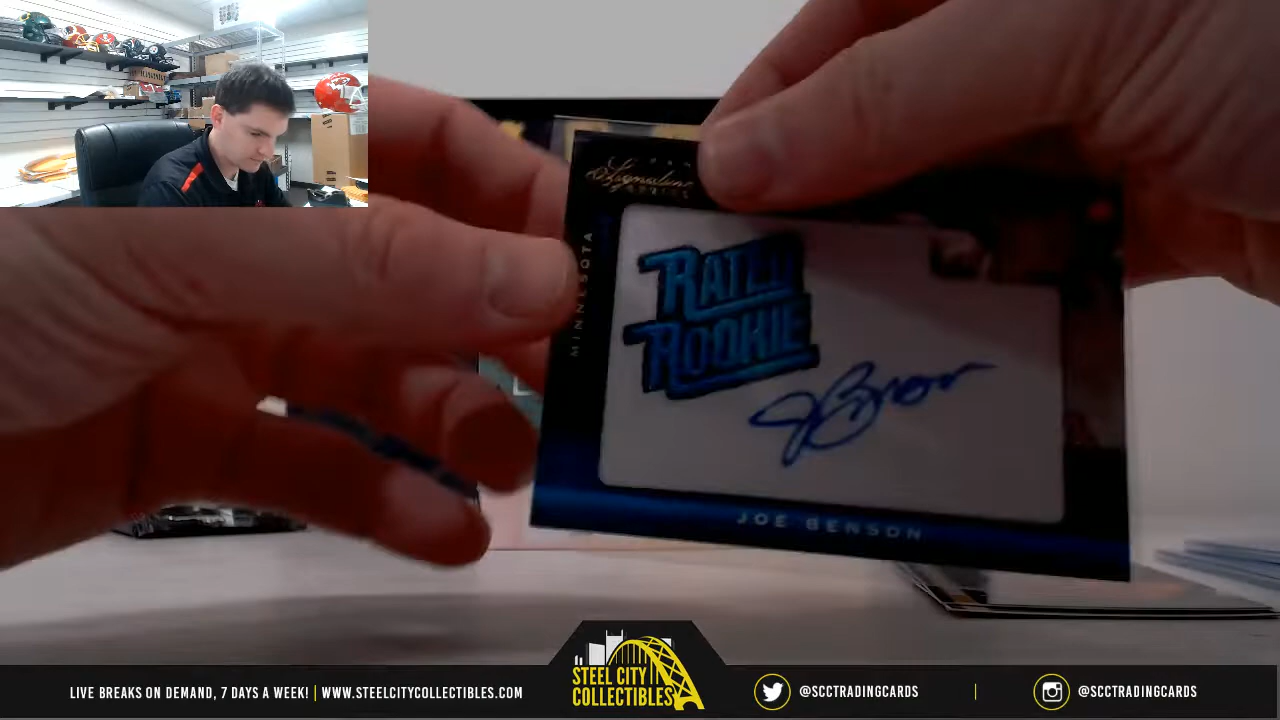 Signature
SERIES
MINNESOTA
RATED
ROOKIE
JOE BENSON
LIVE BREAKS ON DEMAND, 7 DAYS A WEEK! | WWW.STEELCITYCOLLECTIBLES.COM
STEEL CITY
COLLECTIBLES
@SCCTRADINGCARDS
@SCCTRADINGCARDS